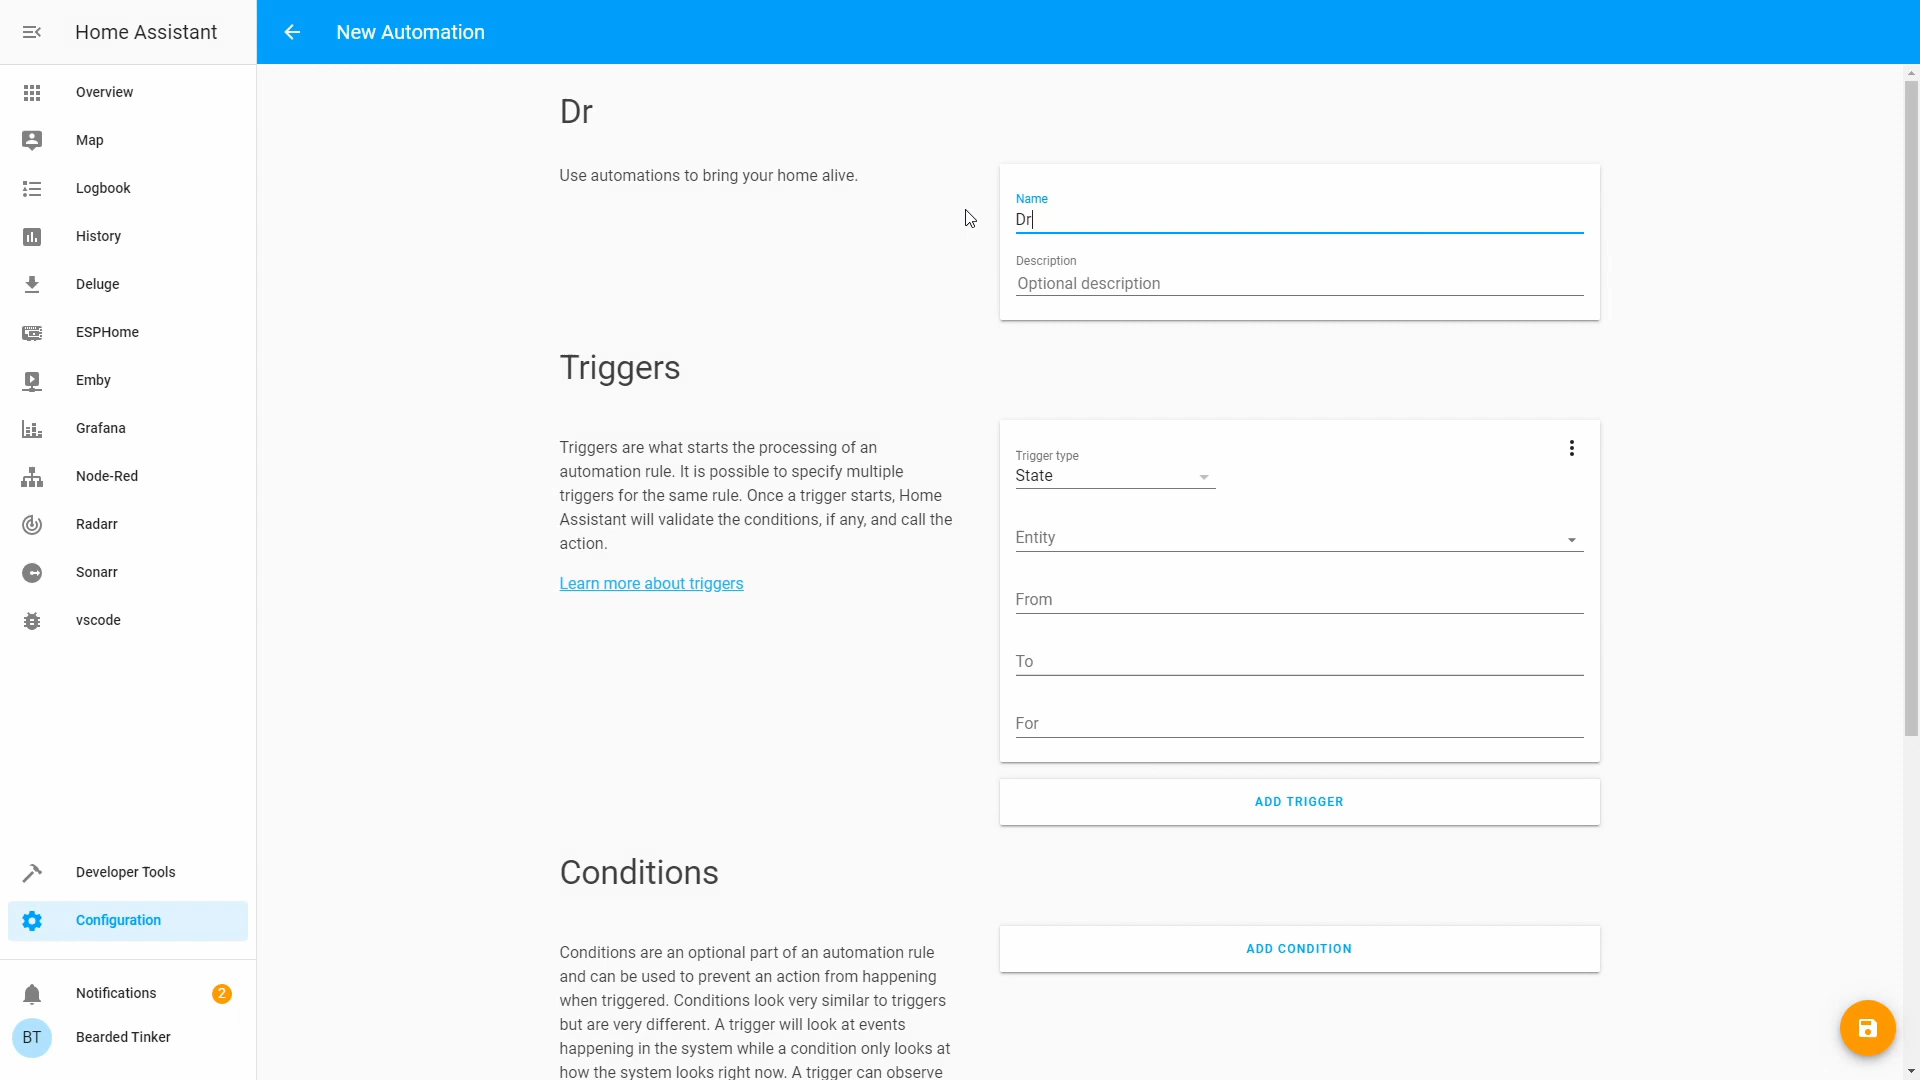 Home Assistant
New Automation
Overview
Map
Logbook
History
Deluge
ESPHome
Emby
Grafana
Node-Red
Radarr
Sonarr
vscode
Developer Tools
Configuration
Notifications 2
BT Bearded Tinker
Dr
Use automations to bring your home alive.
Name
Dr
Description
Optional description
Triggers
Triggers are what starts the processing of an
automation rule. It is possible to specify multiple
triggers for the same rule. Once a trigger starts, Home
Assistant will validate the conditions, if any, and call the
action.
Learn more about triggers
Trigger type
State
Entity
From
To
For
ADD TRIGGER
Conditions
Conditions are an optional part of an automation rule
and can be used to prevent an action from happening
when triggered. Conditions look very similar to triggers
but are very different. A trigger will look at events
happening in the system while a condition only looks at
how the system looks right now. A trigger can observe
ADD CONDITION